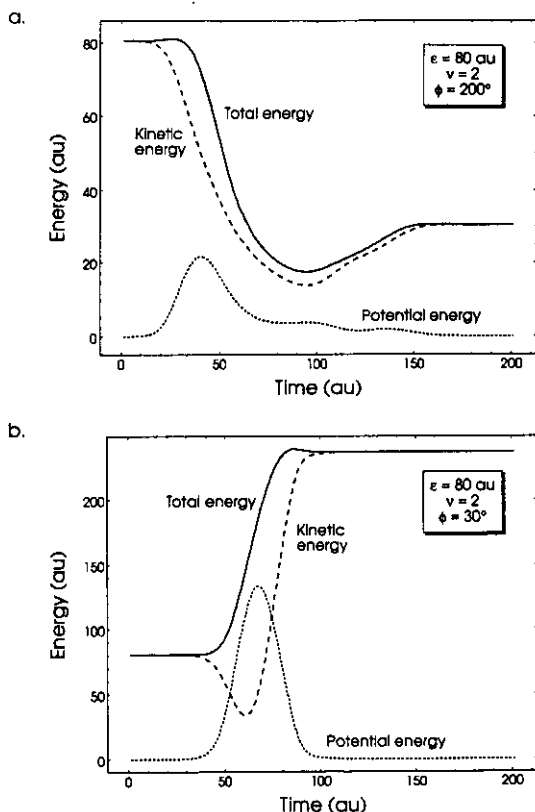 a.
80
60
40
20
0
Energy (au)
Total energy
Kinetic
energy
Potential energy
ε = 80 au
ν = 2
ϕ = 200°
0
50
100
150
200
Time (au)
b.
200
150
100
50
0
Energy (au)
Total energy
Kinetic
energy
Potential energy
ε = 80 au
ν = 2
ϕ = 30°
0
50
100
150
200
Time (au)